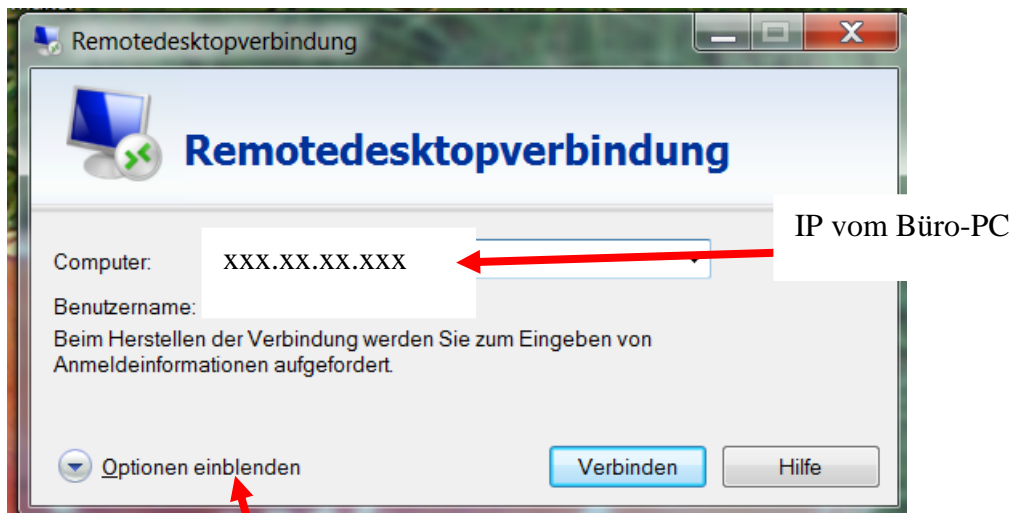 Remotedesktopverbindung
X
Remotedesktopverbindung
IP vom Büro-PC
Computer:
xxx.xx.xx.xxx
Benutzername:
Beim Herstellen der Verbindung werden Sie zum Eingeben von
Anmeldeinformationen aufgefordert.
Optionen einblenden
Verbinden
Hilfe